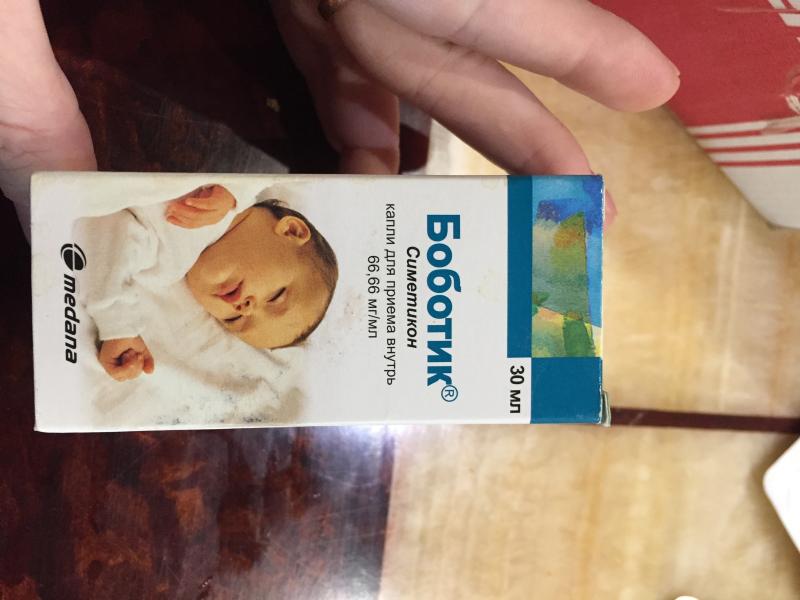 30 мл
Боботик®
Симетикон
капли для приема внутрь
66,66 мг/мл
medana